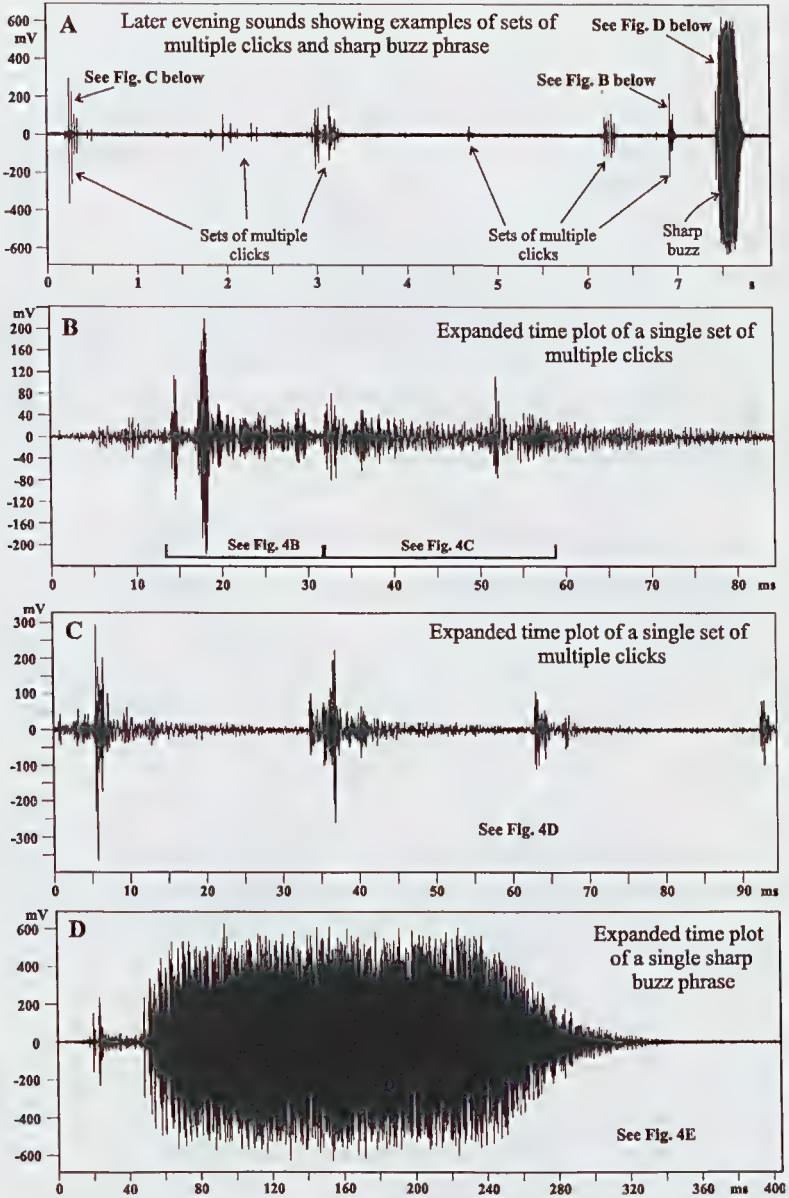 mV
600
400
200
0
-200
-400
-600
A
Later evening sounds showing examples of sets of
multiple clicks and sharp buzz phrase
See Fig. D below
See Fig. C below
See Fig. B below
Sets of multiple
clicks
Sets of multiple
clicks
Sharp
buzz
0 1 2 3 4 5 6 7 s
mV
200
160
120
80
40
0
-40
-80
-120
-160
-200
B
Expanded time plot of a single set of
multiple clicks
See Fig. 4B
See Fig. 4C
0 10 20 30 40 50 60 70 80 ms
mV
300
200
100
0
-100
-200
-300
C
Expanded time plot of a single set of
multiple clicks
See Fig. 4D
0 10 20 30 40 50 60 70 80 90 ms
mV
600
400
200
0
-200
-400
-600
D
Expanded time plot
of a single sharp
buzz phrase
See Fig. 4E
0 40 80 120 160 200 240 280 320 360 ms 400